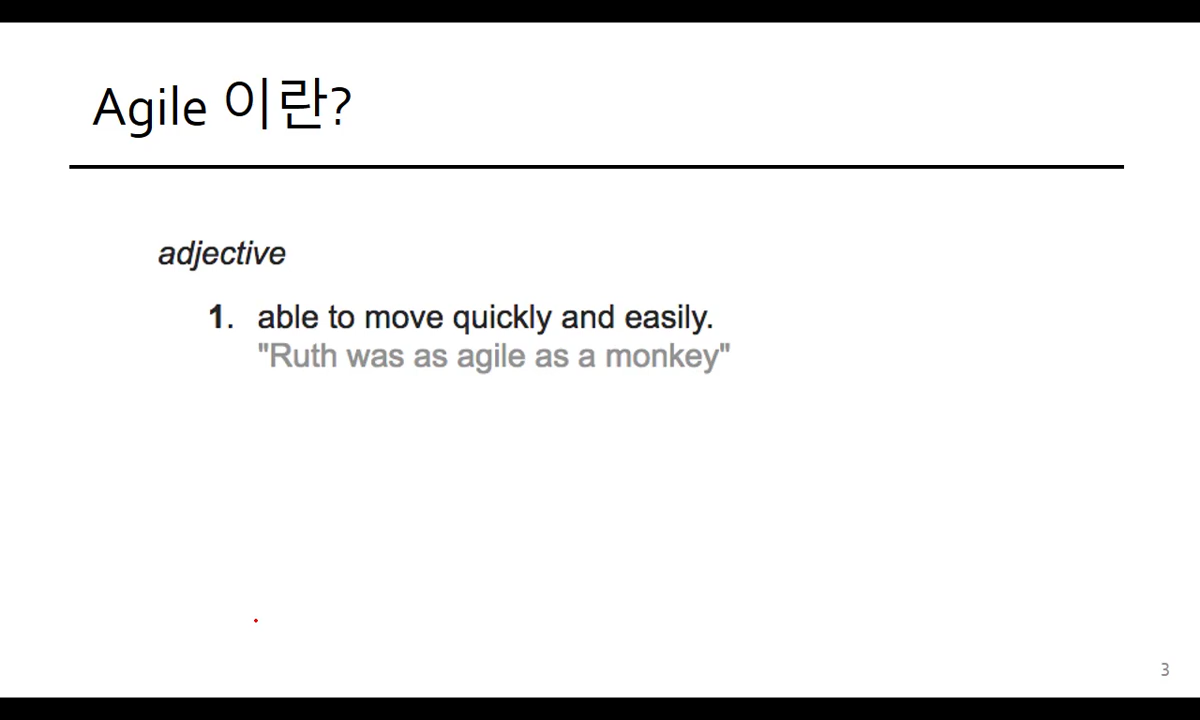 Agile 이란?
adjective
1. able to move quickly and easily.
"Ruth was as agile as a monkey"
3